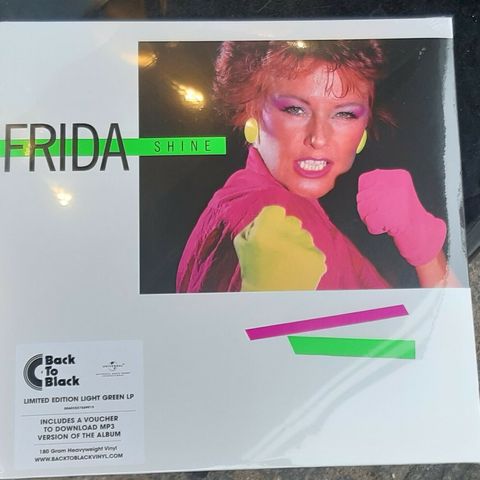 FRIDA
SHINE
Back
To
Black
UNIVERSAL
LIMITED EDITION LIGHT GREEN LP
INCLUDES A VOUCHER
TO DOWNLOAD MP3
VERSION OF THE ALBUM
180 Gram Heavyweight Vinyl
WWW.BACKTOBLACKVINYL.COM